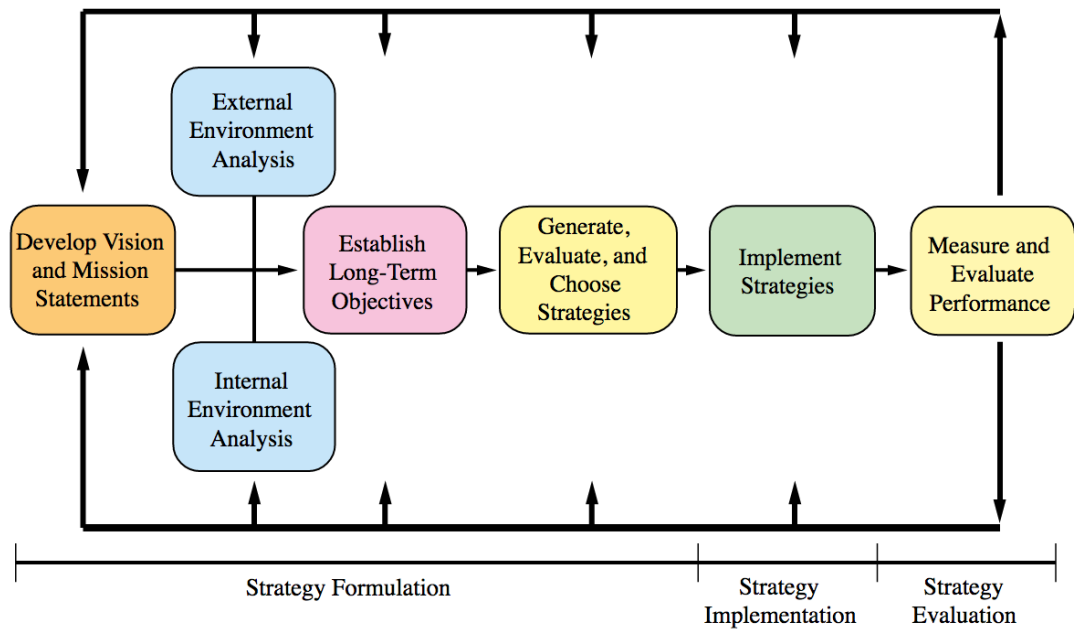 External
Environment
Analysis
Develop Vision
and Mission
Statements
Establish
Long-Term
Objectives
Generate,
Evaluate, and
Choose
Strategies
Implement
Strategies
Measure and
Evaluate
Performance
Internal
Environment
Analysis
Strategy Formulation
Strategy
Implementation
Strategy
Evaluation